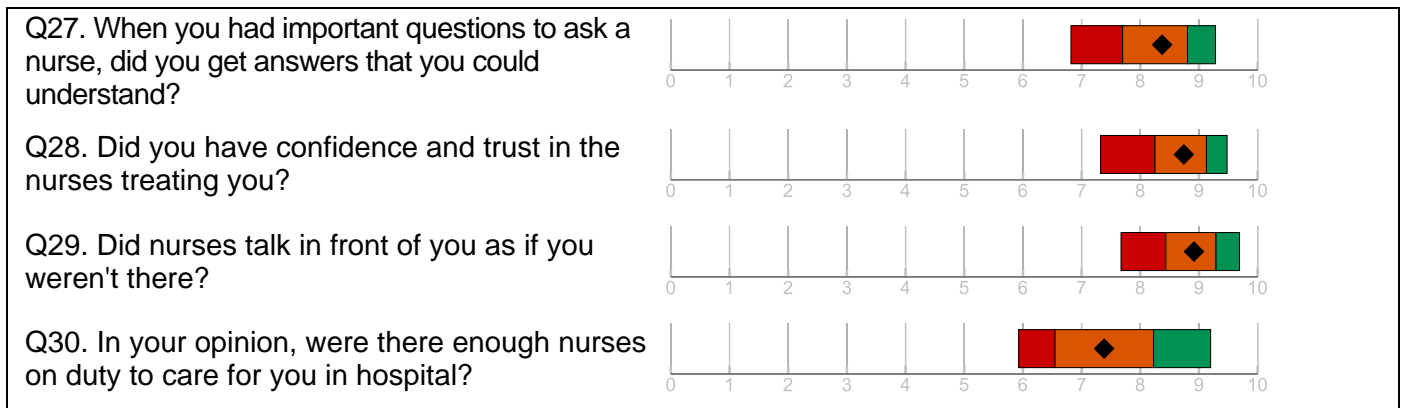 Q27. When you had important questions to ask a
nurse, did you get answers that you could
understand?
0 1 2 3 4 5 6 7 8 9 10
Q28. Did you have confidence and trust in the
nurses treating you?
0 1 2 3 4 5 6 7 8 9 10
Q29. Did nurses talk in front of you as if you
weren't there?
0 1 2 3 4 5 6 7 8 9 10
Q30. In your opinion, were there enough nurses
on duty to care for you in hospital?
0 1 2 3 4 5 6 7 8 9 10